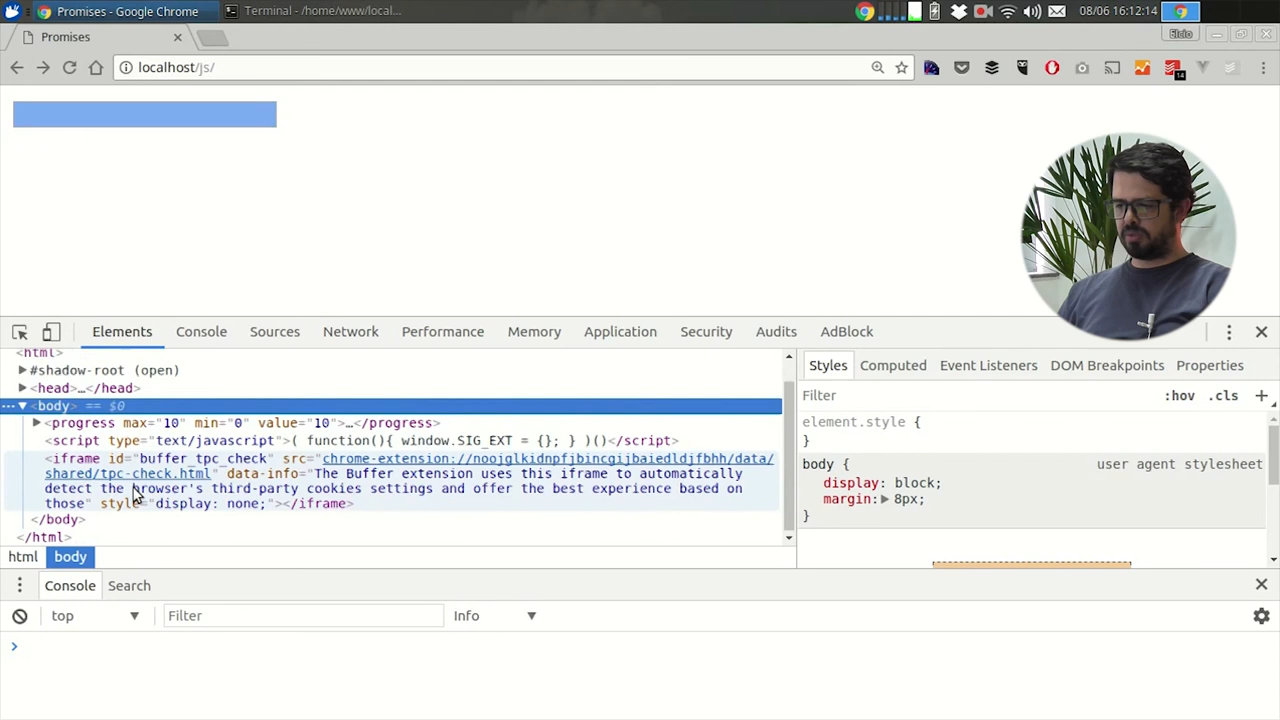 Promises - Google Chrome
Terminal - /home/www/local...
08/06 16:12:14
Promises
Elcio
localhost/js/
14
Elements
Console
Sources
Network
Performance
Memory
Application
Security
Audits
AdBlock
<html>
#shadow-root (open)
<head>…</head>
<body> == $0
<progress max="10" min="0" value="10">…</progress>
<script type="text/javascript">( function(){ window.SIG_EXT = {}; } )()</script>
<iframe id="buffer_tpc_check" src="chrome-extension://noojglkidnpfjbincgijbaiedldjfbhh/data/
shared/tpc-check.html" data-info="The Buffer extension uses this iframe to automatically
detect the browser's third-party cookies settings and offer the best experience based on
those" style="display: none;"></iframe>
</body>
</html>
html
body
Styles
Computed
Event Listeners
DOM Breakpoints
Properties
Filter
:hov
.cls
+
element.style {
}
body {
user agent stylesheet
display: block;
margin: 8px;
}
Console
Search
top
Filter
Info